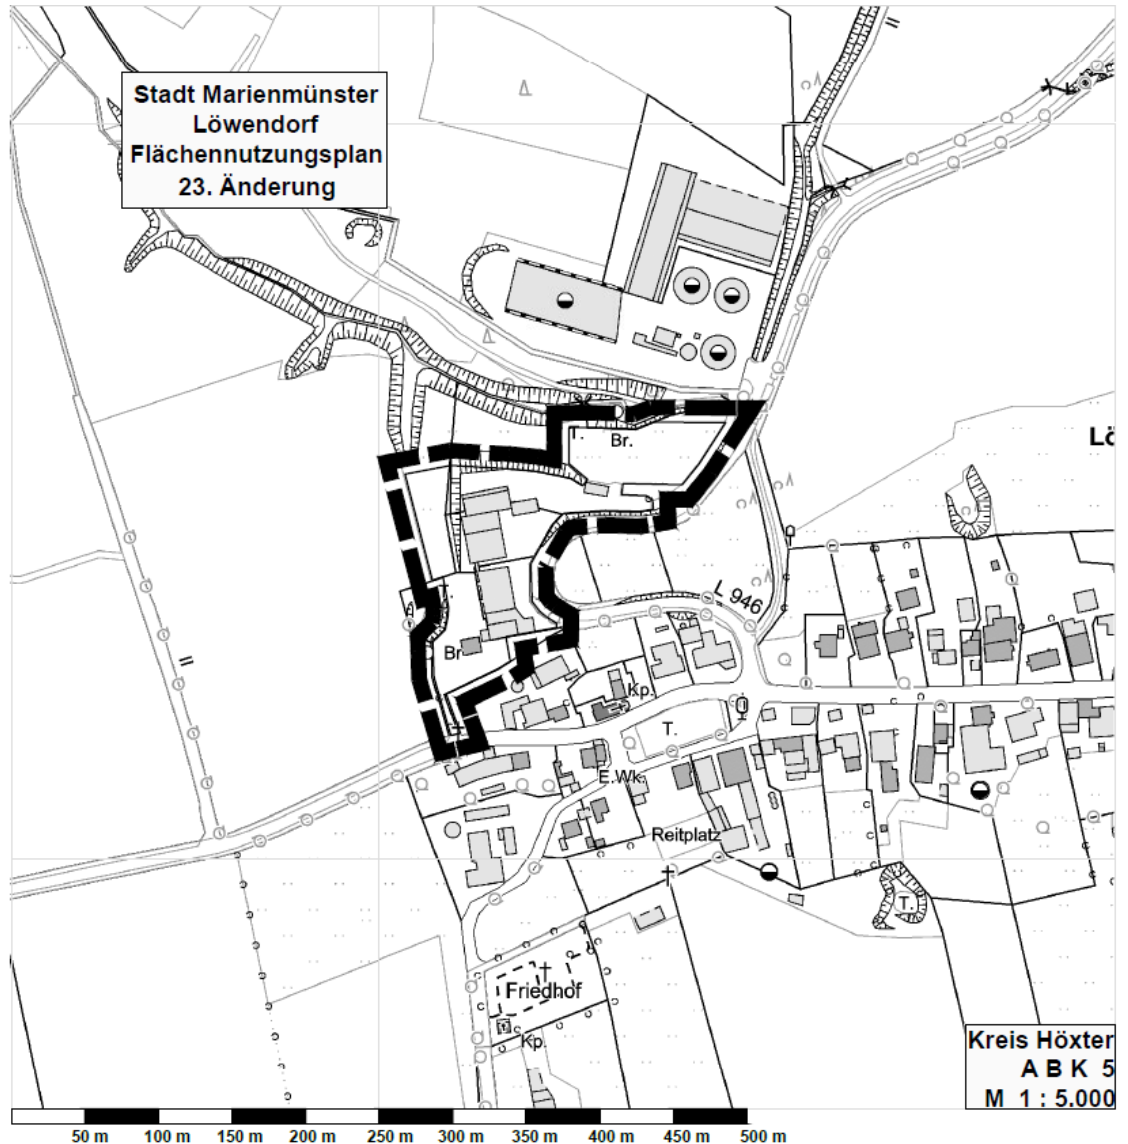 Stadt Marienmünster
Löwendorf
Flächennutzungsplan
23. Änderung
Lö
T.
Br.
T.
L 946
Br
Kp.
T.
E.Wk.
Reitplatz
T.
Friedhof
Kp.
Kreis Höxter
A B K 5
M 1 : 5.000
50 m 100 m 150 m 200 m 250 m 300 m 350 m 400 m 450 m 500 m